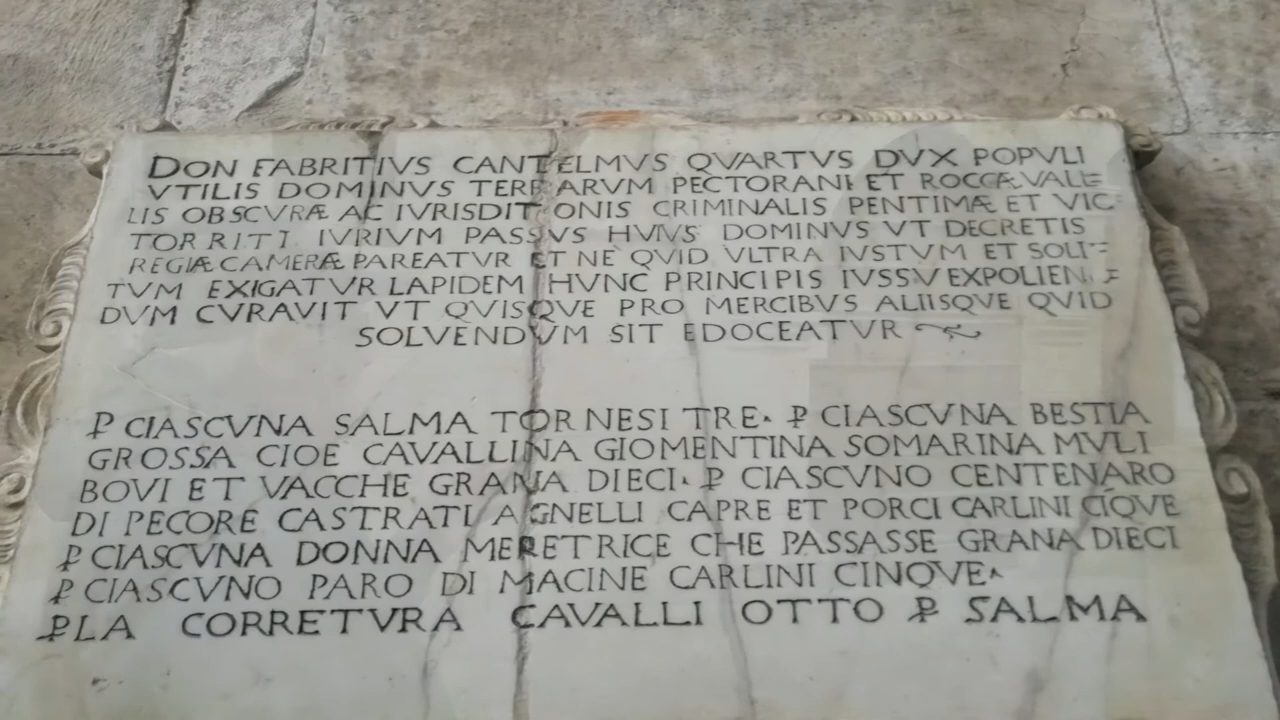 DON FABRITIVS CANTELMVS QVARTVS DVX POPVLI
VTILIS DOMINVS TERRARVM PECTORANI ET ROCCÆVALL=
LIS OBSCVRÆ AC IVRISDITIONIS CRIMINALIS PENTIMÆ ET VIC
TORRITI IVRIVM PASSVS HVIVS DOMINVS VT DECRETIS
REGIÆ CAMERÆ PAREATVR ET NE QVID VLTRA IVSTVM ET SOLI=
TVM EXIGATVR LAPIDEM HVNC PRINCIPIS IVSSV EXPOLIEN=
DVM CVRAVIT VT QVISQVE PRO MERCIBVS ALIISQVE QVID
SOLVENDVM SIT EDOCEATVR
Ꝑ CIASCVNA SALMA TORNESI TRE. Ꝑ CIASCVNA BESTIA
GROSSA CIOE CAVALLINA GIOMENTINA SOMARINA MVLI
BOVI ET VACCHE GRANA DIECI. Ꝑ CIASCVNO CENTENARO
DI PECORE CASTRATI AGNELLI CAPRE ET PORCI CARLINI CĪQVE
Ꝑ CIASCVNA DONNA MERETRICE CHE PASSASSE GRANA DIECI
Ꝑ CIASCVNO PARO DI MACINE CARLINI CINQVE.
Ꝑ LA CORRETVRA CAVALLI OTTO Ꝑ SALMA